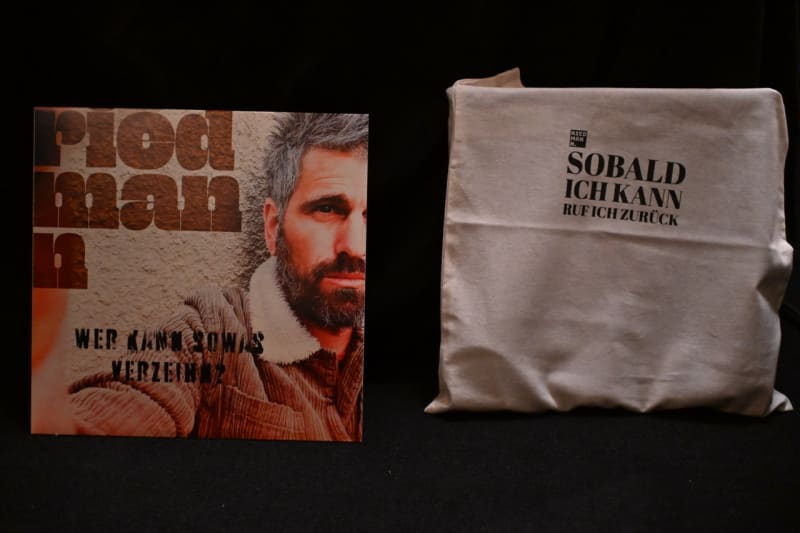 ried
man
n
WER KANN SOWAS
VERZEIHN?
RIED
MAN
N.
SOBALD
ICH KANN
RUF ICH ZURÜCK